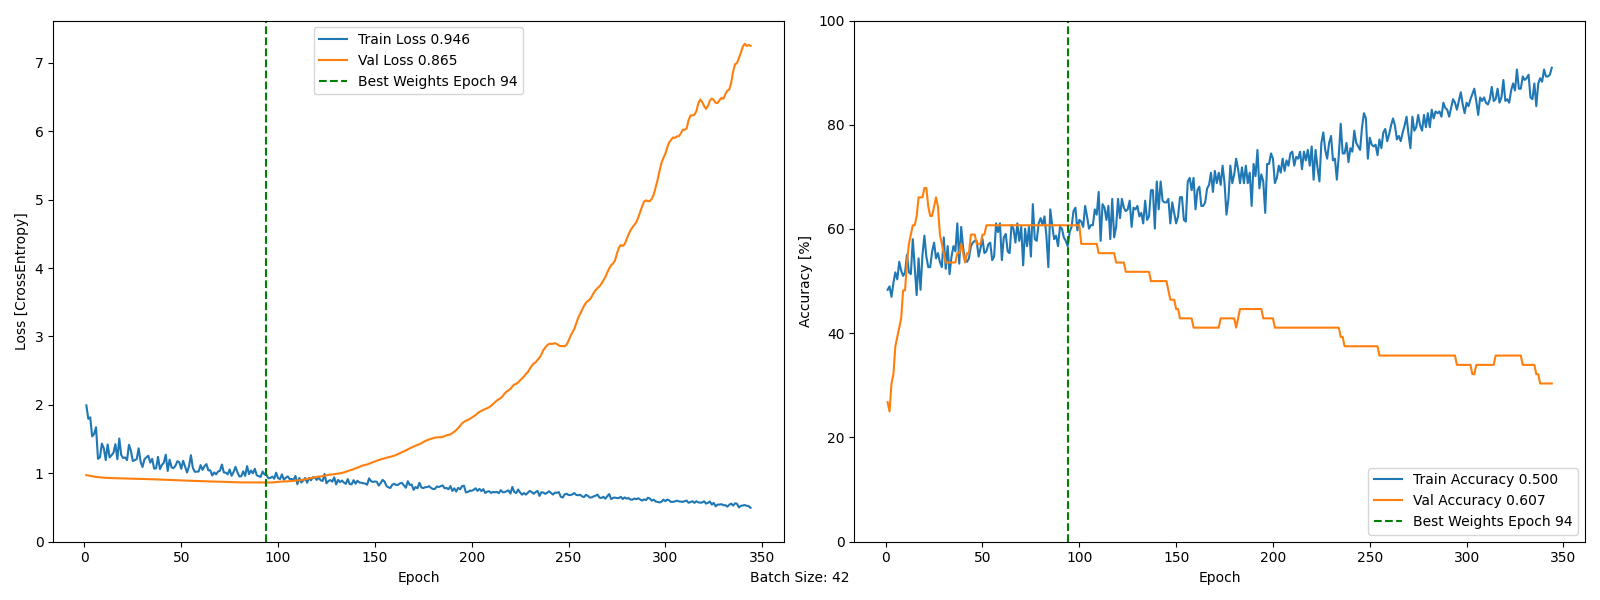 Train Loss 0.946
Val Loss 0.865
Best Weights Epoch 94
Loss [CrossEntropy]
7
6
5
4
3
2
1
0
0 50 100 150 200 250 300 350
Epoch
Batch Size: 42
Accuracy [%]
100
80
60
40
20
0
Train Accuracy 0.500
Val Accuracy 0.607
Best Weights Epoch 94
0 50 100 150 200 250 300 350
Epoch